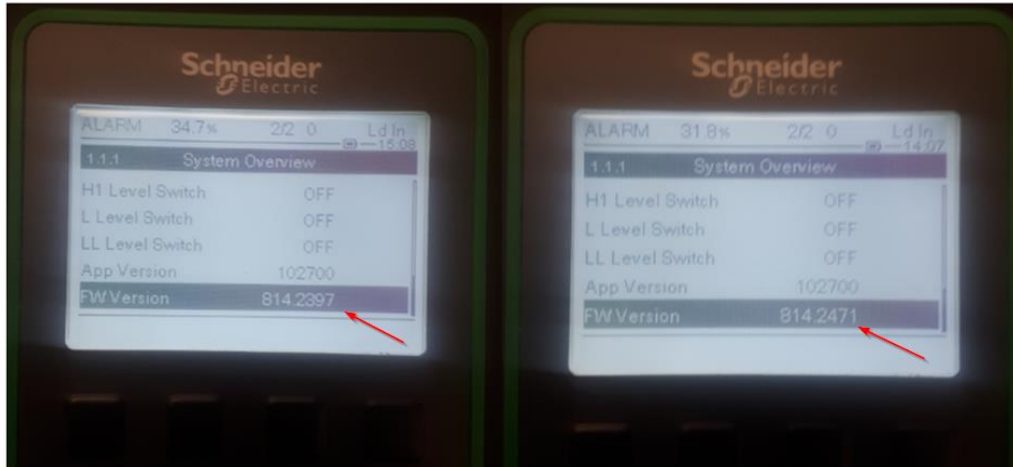 Schneider
Electric
ALARM 34.7% 2/2 0 Ld In
15:08
1.1.1 System Overview
H1 Level Switch OFF
L Level Switch OFF
LL Level Switch OFF
App Version 102700
FW Version 814.2397
Schneider
Electric
ALARM 31.8% 2/2 0 Ld In
14:07
1.1.1 System Overview
H1 Level Switch OFF
L Level Switch OFF
LL Level Switch OFF
App Version 102700
FW Version 814.2471